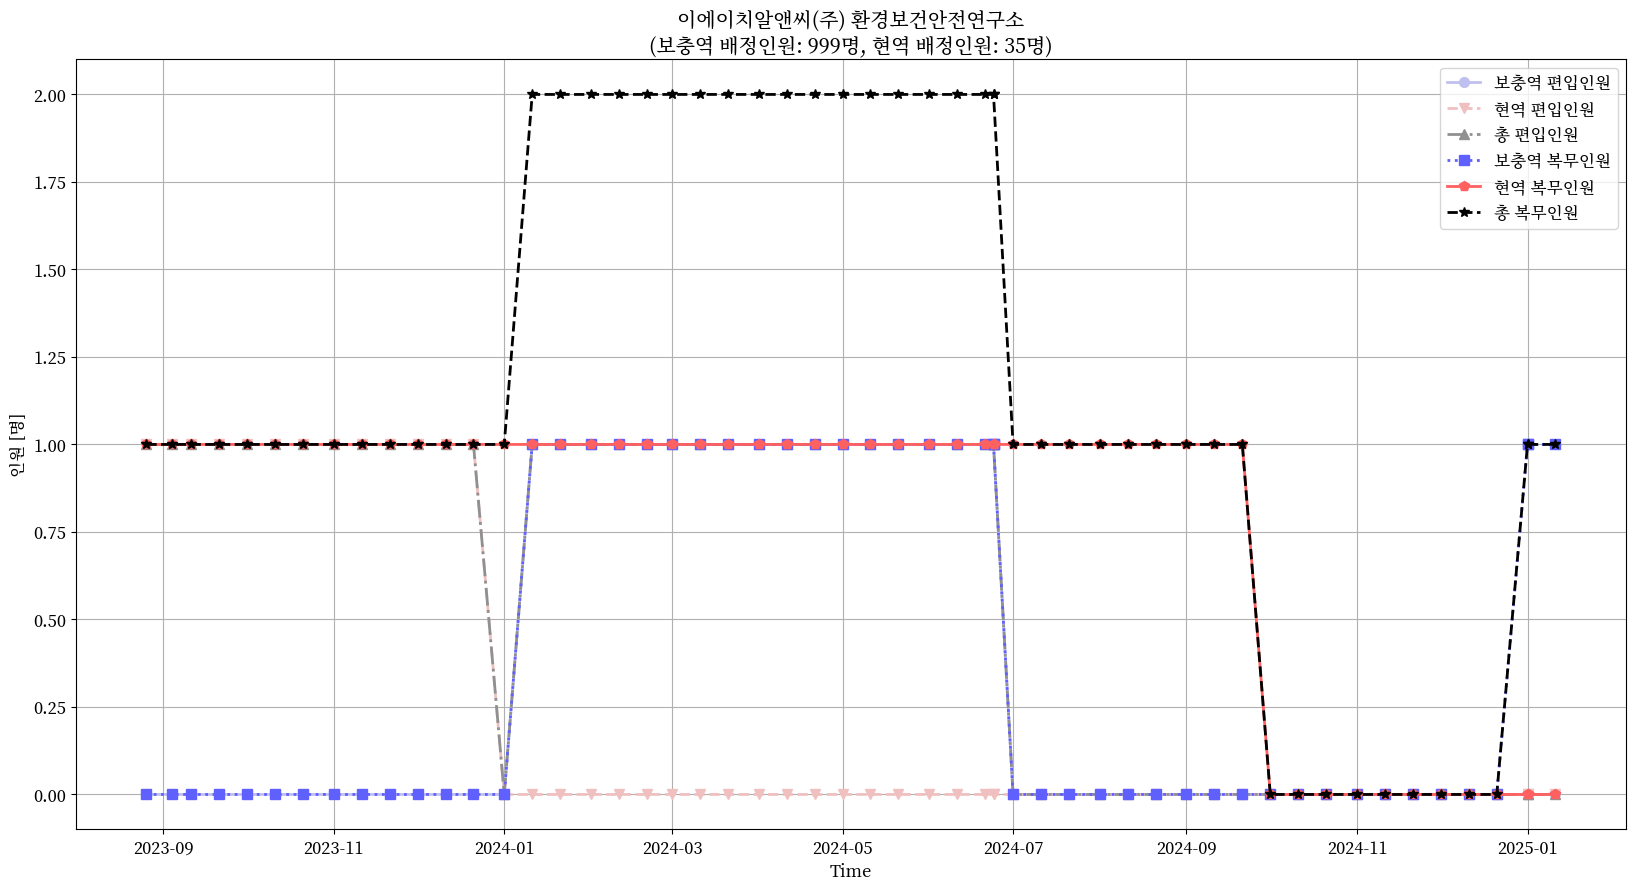 이에이치알앤씨(주) 환경보건안전연구소
(보충역 배정인원: 999명, 현역 배정인원: 35명)
보충역 편입인원
현역 편입인원
총 편입인원
보충역 복무인원
현역 복무인원
총 복무인원
2.00
1.75
1.50
1.25
1.00
0.75
0.50
0.25
0.00
인원 [명]
2023-09
2023-11
2024-01
2024-03
2024-05
2024-07
2024-09
2024-11
2025-01
Time